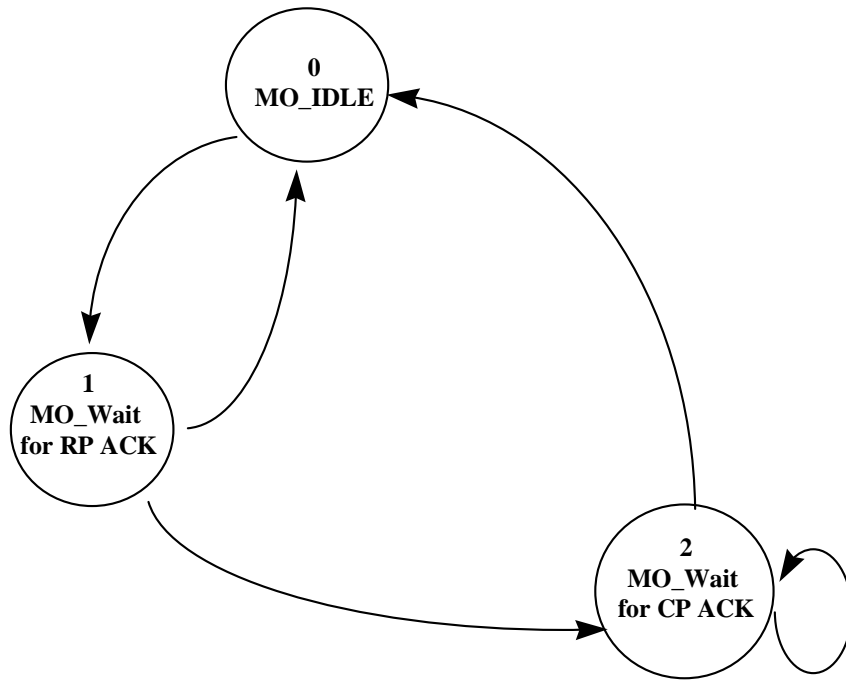 0
MO_IDLE
1
MO_Wait
for RP ACK
2
MO_Wait
for CP ACK